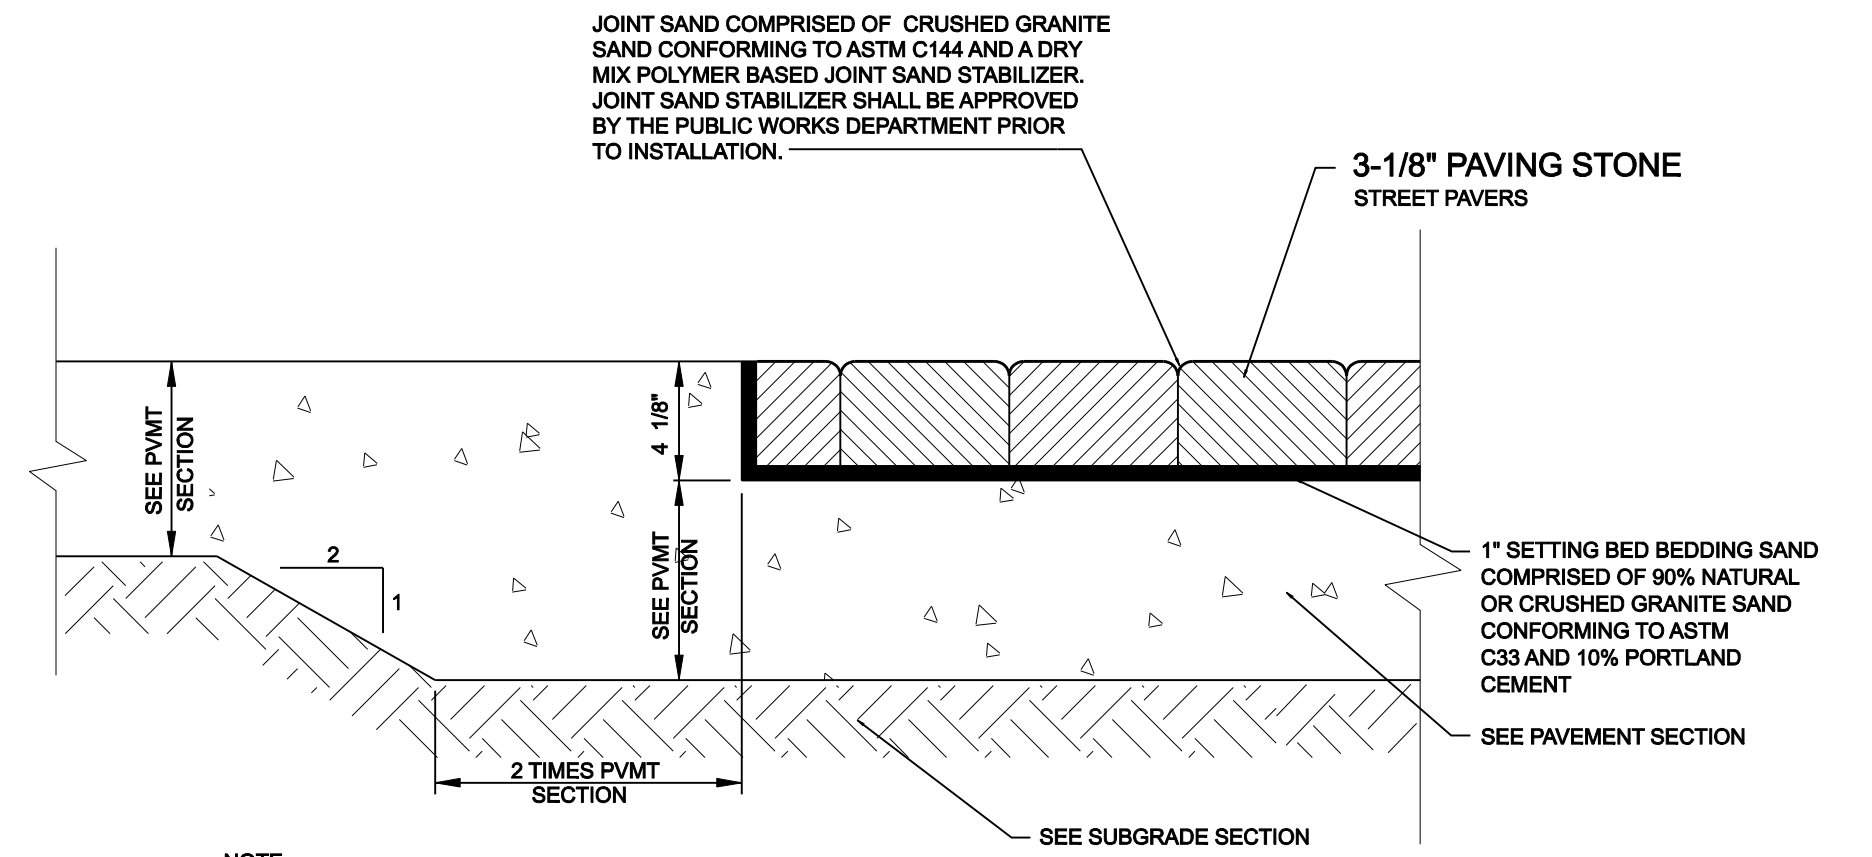 JOINT SAND COMPRISED OF CRUSHED GRANITE
SAND CONFORMING TO ASTM C144 AND A DRY
MIX POLYMER BASED JOINT SAND STABILIZER.
JOINT SAND STABILIZER SHALL BE APPROVED
BY THE PUBLIC WORKS DEPARTMENT PRIOR
TO INSTALLATION.
3-1/8" PAVING STONE
STREET PAVERS
SEE PVMT
SECTION
4 1/8"
2
1
SEE PVMT
SECTION
1" SETTING BED BEDDING SAND
COMPRISED OF 90% NATURAL
OR CRUSHED GRANITE SAND
CONFORMING TO ASTM
C33 AND 10% PORTLAND
CEMENT
SEE PAVEMENT SECTION
2 TIMES PVMT
SECTION
SEE SUBGRADE SECTION
NOTE